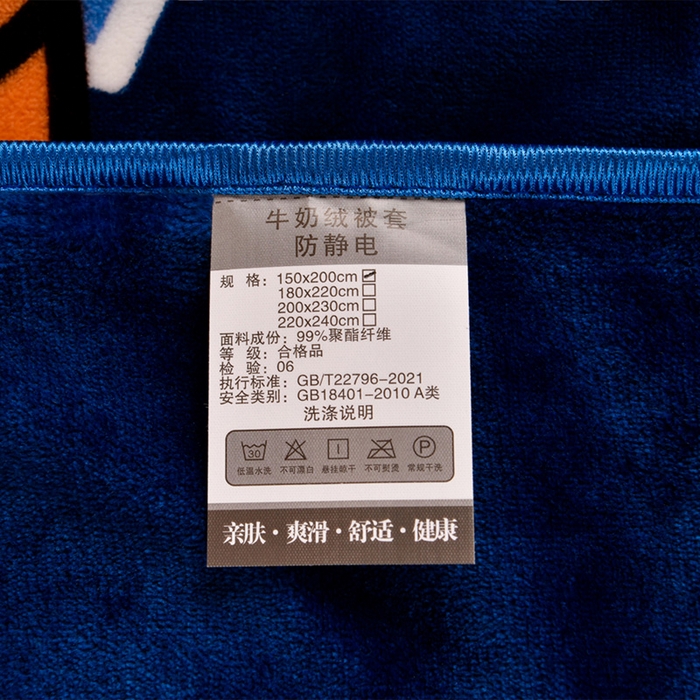 牛奶绒被套
防静电
规 格：150x200cm
180x220cm
200x230cm
220x240cm
面料成份：99%聚酯纤维
等 级：合格品
检 验：06
执行标准：GB/T22796-2021
安全类别：GB18401-2010 A类
洗涤说明
30 P
低温水洗 不可漂白 悬挂晾干 不可熨烫 常规干洗
亲肤·爽滑·舒适·健康